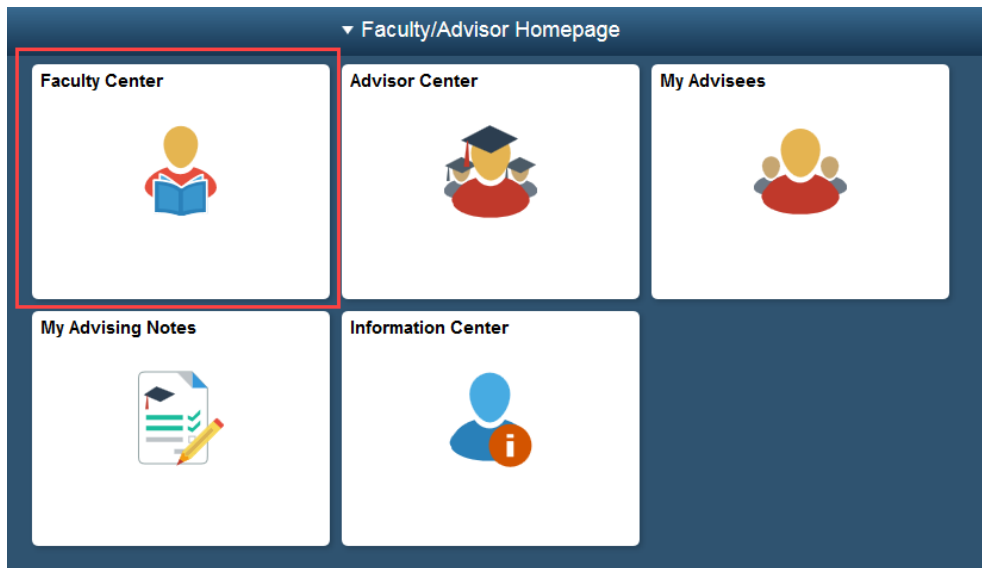 Faculty/Advisor Homepage
Faculty Center
Advisor Center
My Advisees
My Advising Notes
Information Center
i